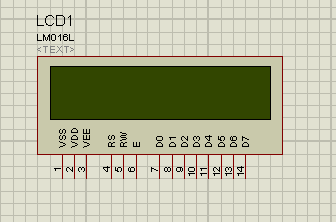 LCD1
LM016L
<TEXT>
VSS VDD VEE RS RW E D0 D1 D2 D3 D4 D5 D6 D7
1 2 3 4 5 6 7 8 9 10 11 12 13 14